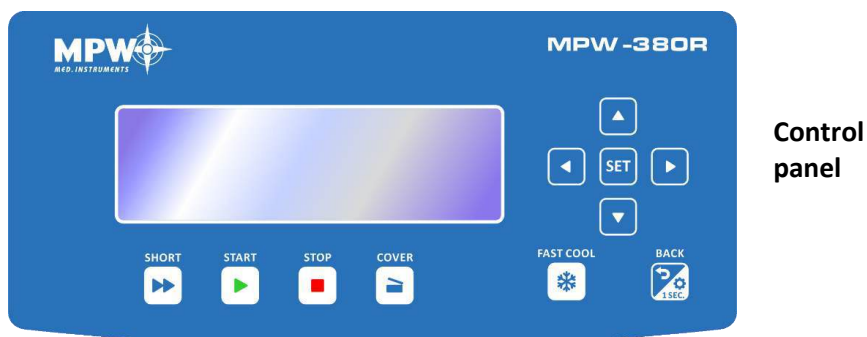 MPW
MED. INSTRUMENTS
MPW-380R
SET
Control
panel
SHORT START STOP COVER
FAST COOL BACK
1 SEC.